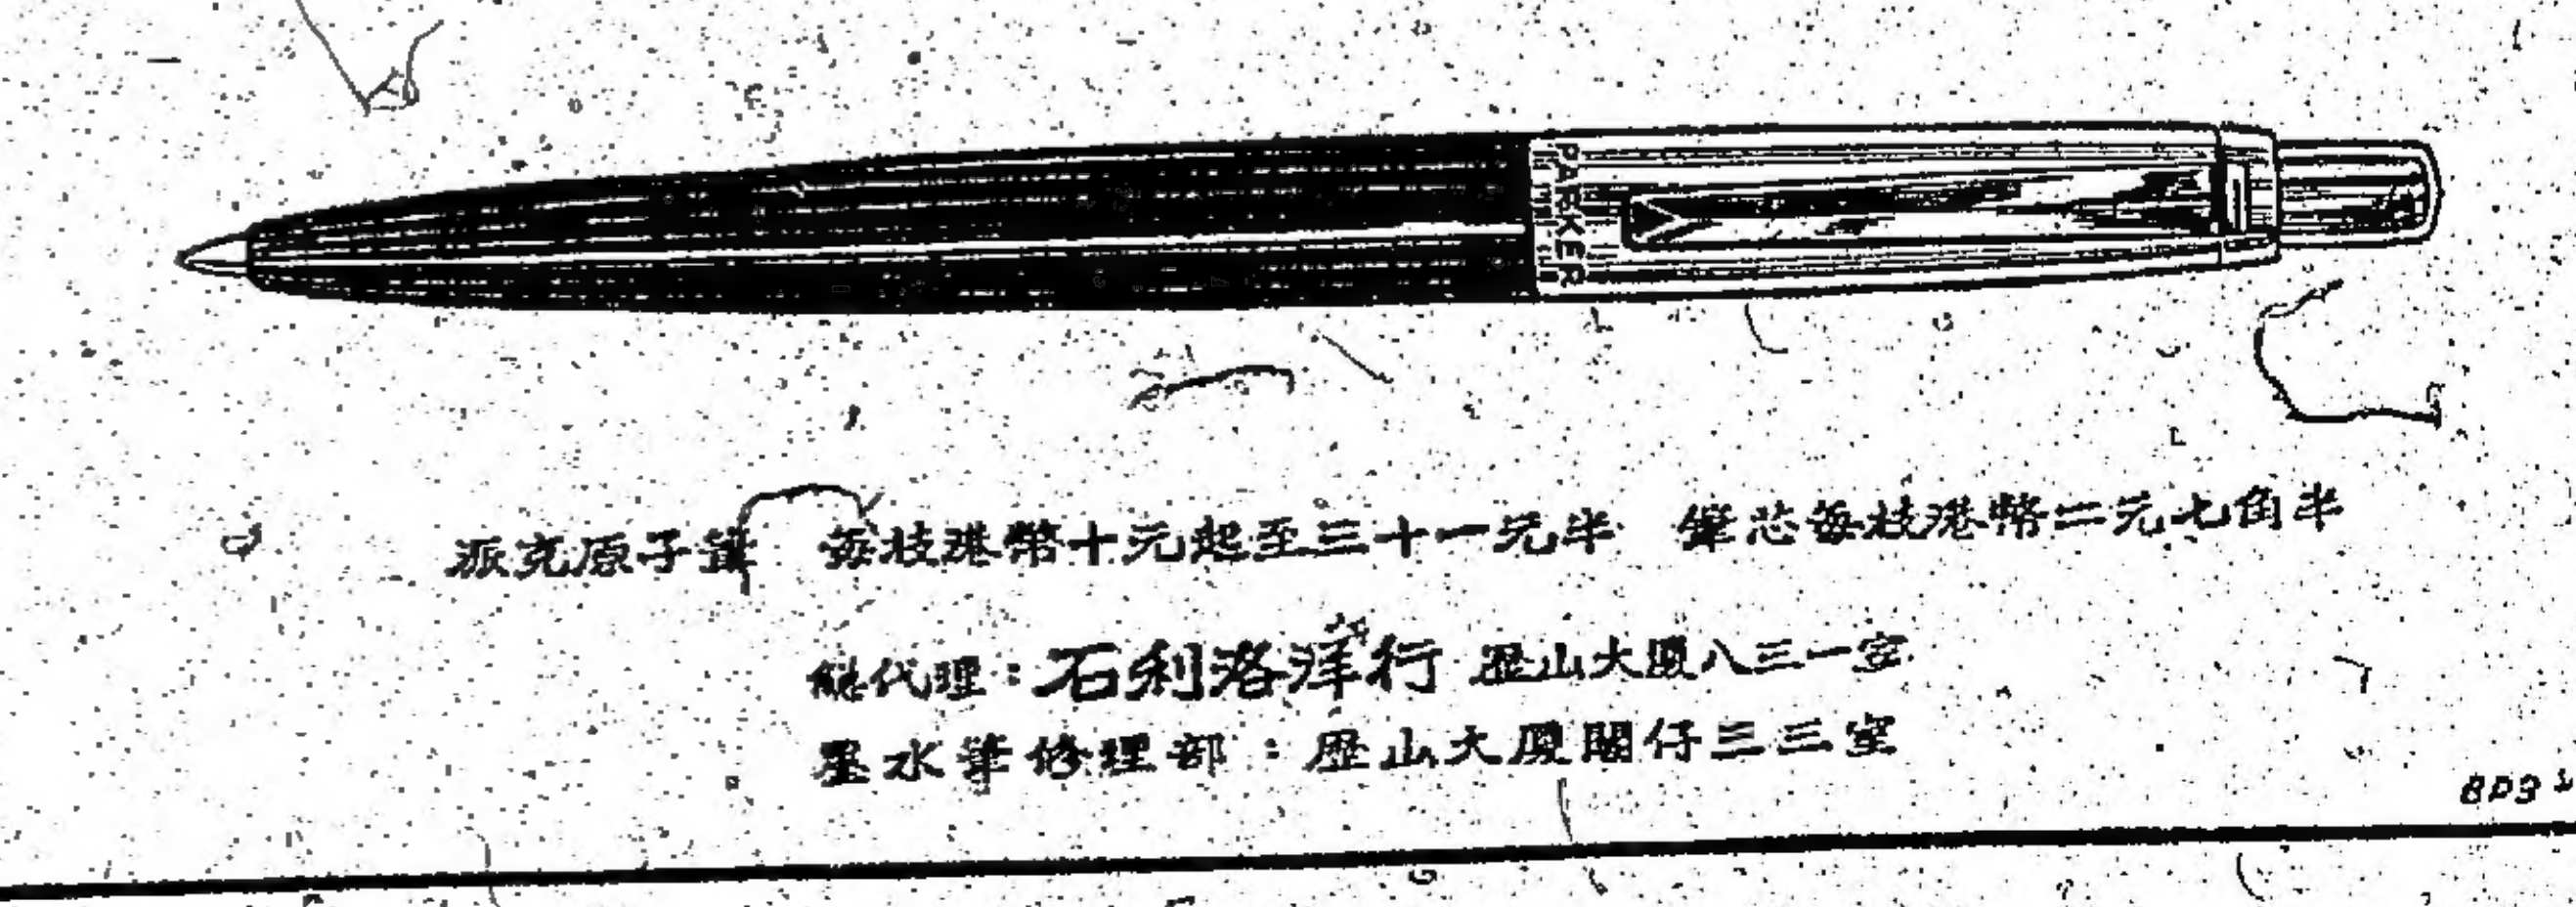 PARKER
派克原子筆 每枝港幣十元起至三十一元半 筆芯每枝港幣二元七角半
總代理：石利洛洋行 歷山大廈八三一室
墨水筆修理部：歷山大廈閣仔三三室